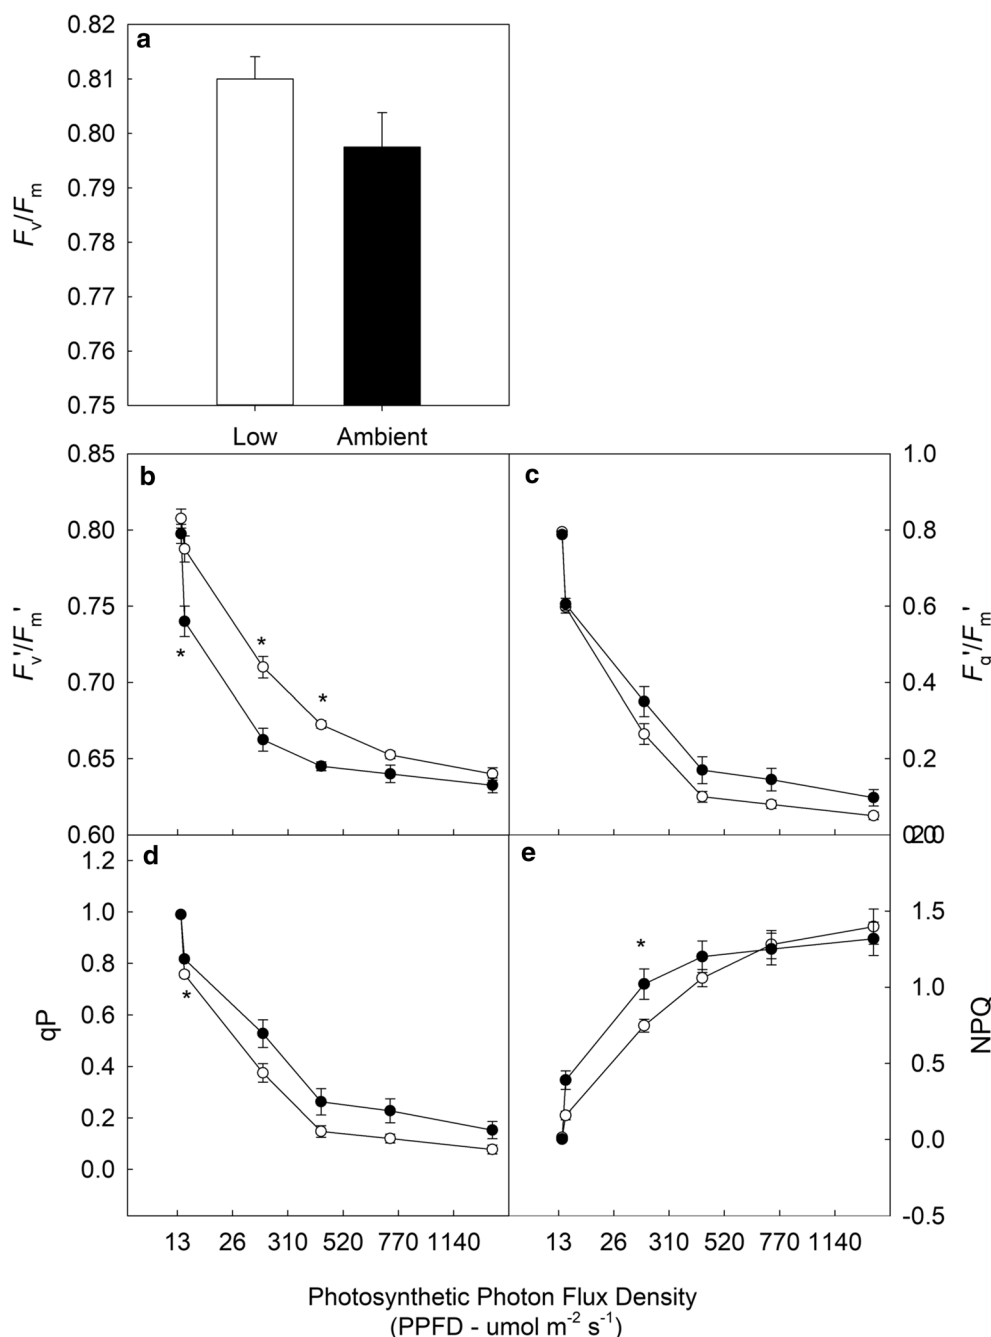 a
0.82
0.81
0.80
0.79
0.78
0.77
0.76
0.75
Fv/Fm
Low Ambient
b
0.85
0.80
0.75
0.70
0.65
0.60
Fv'/Fm'
*
*
*
c
1.0
0.8
0.6
0.4
0.2
Fq'/Fm'
d
1.2
1.0
0.8
0.6
0.4
0.2
0.0
qP
*
e
1.5
1.0
0.5
0.0
-0.5
NPQ
*
13 26 310 520 770 1140
13 26 310 520 770 1140
Photosynthetic Photon Flux Density
(PPFD - umol m⁻² s⁻¹)